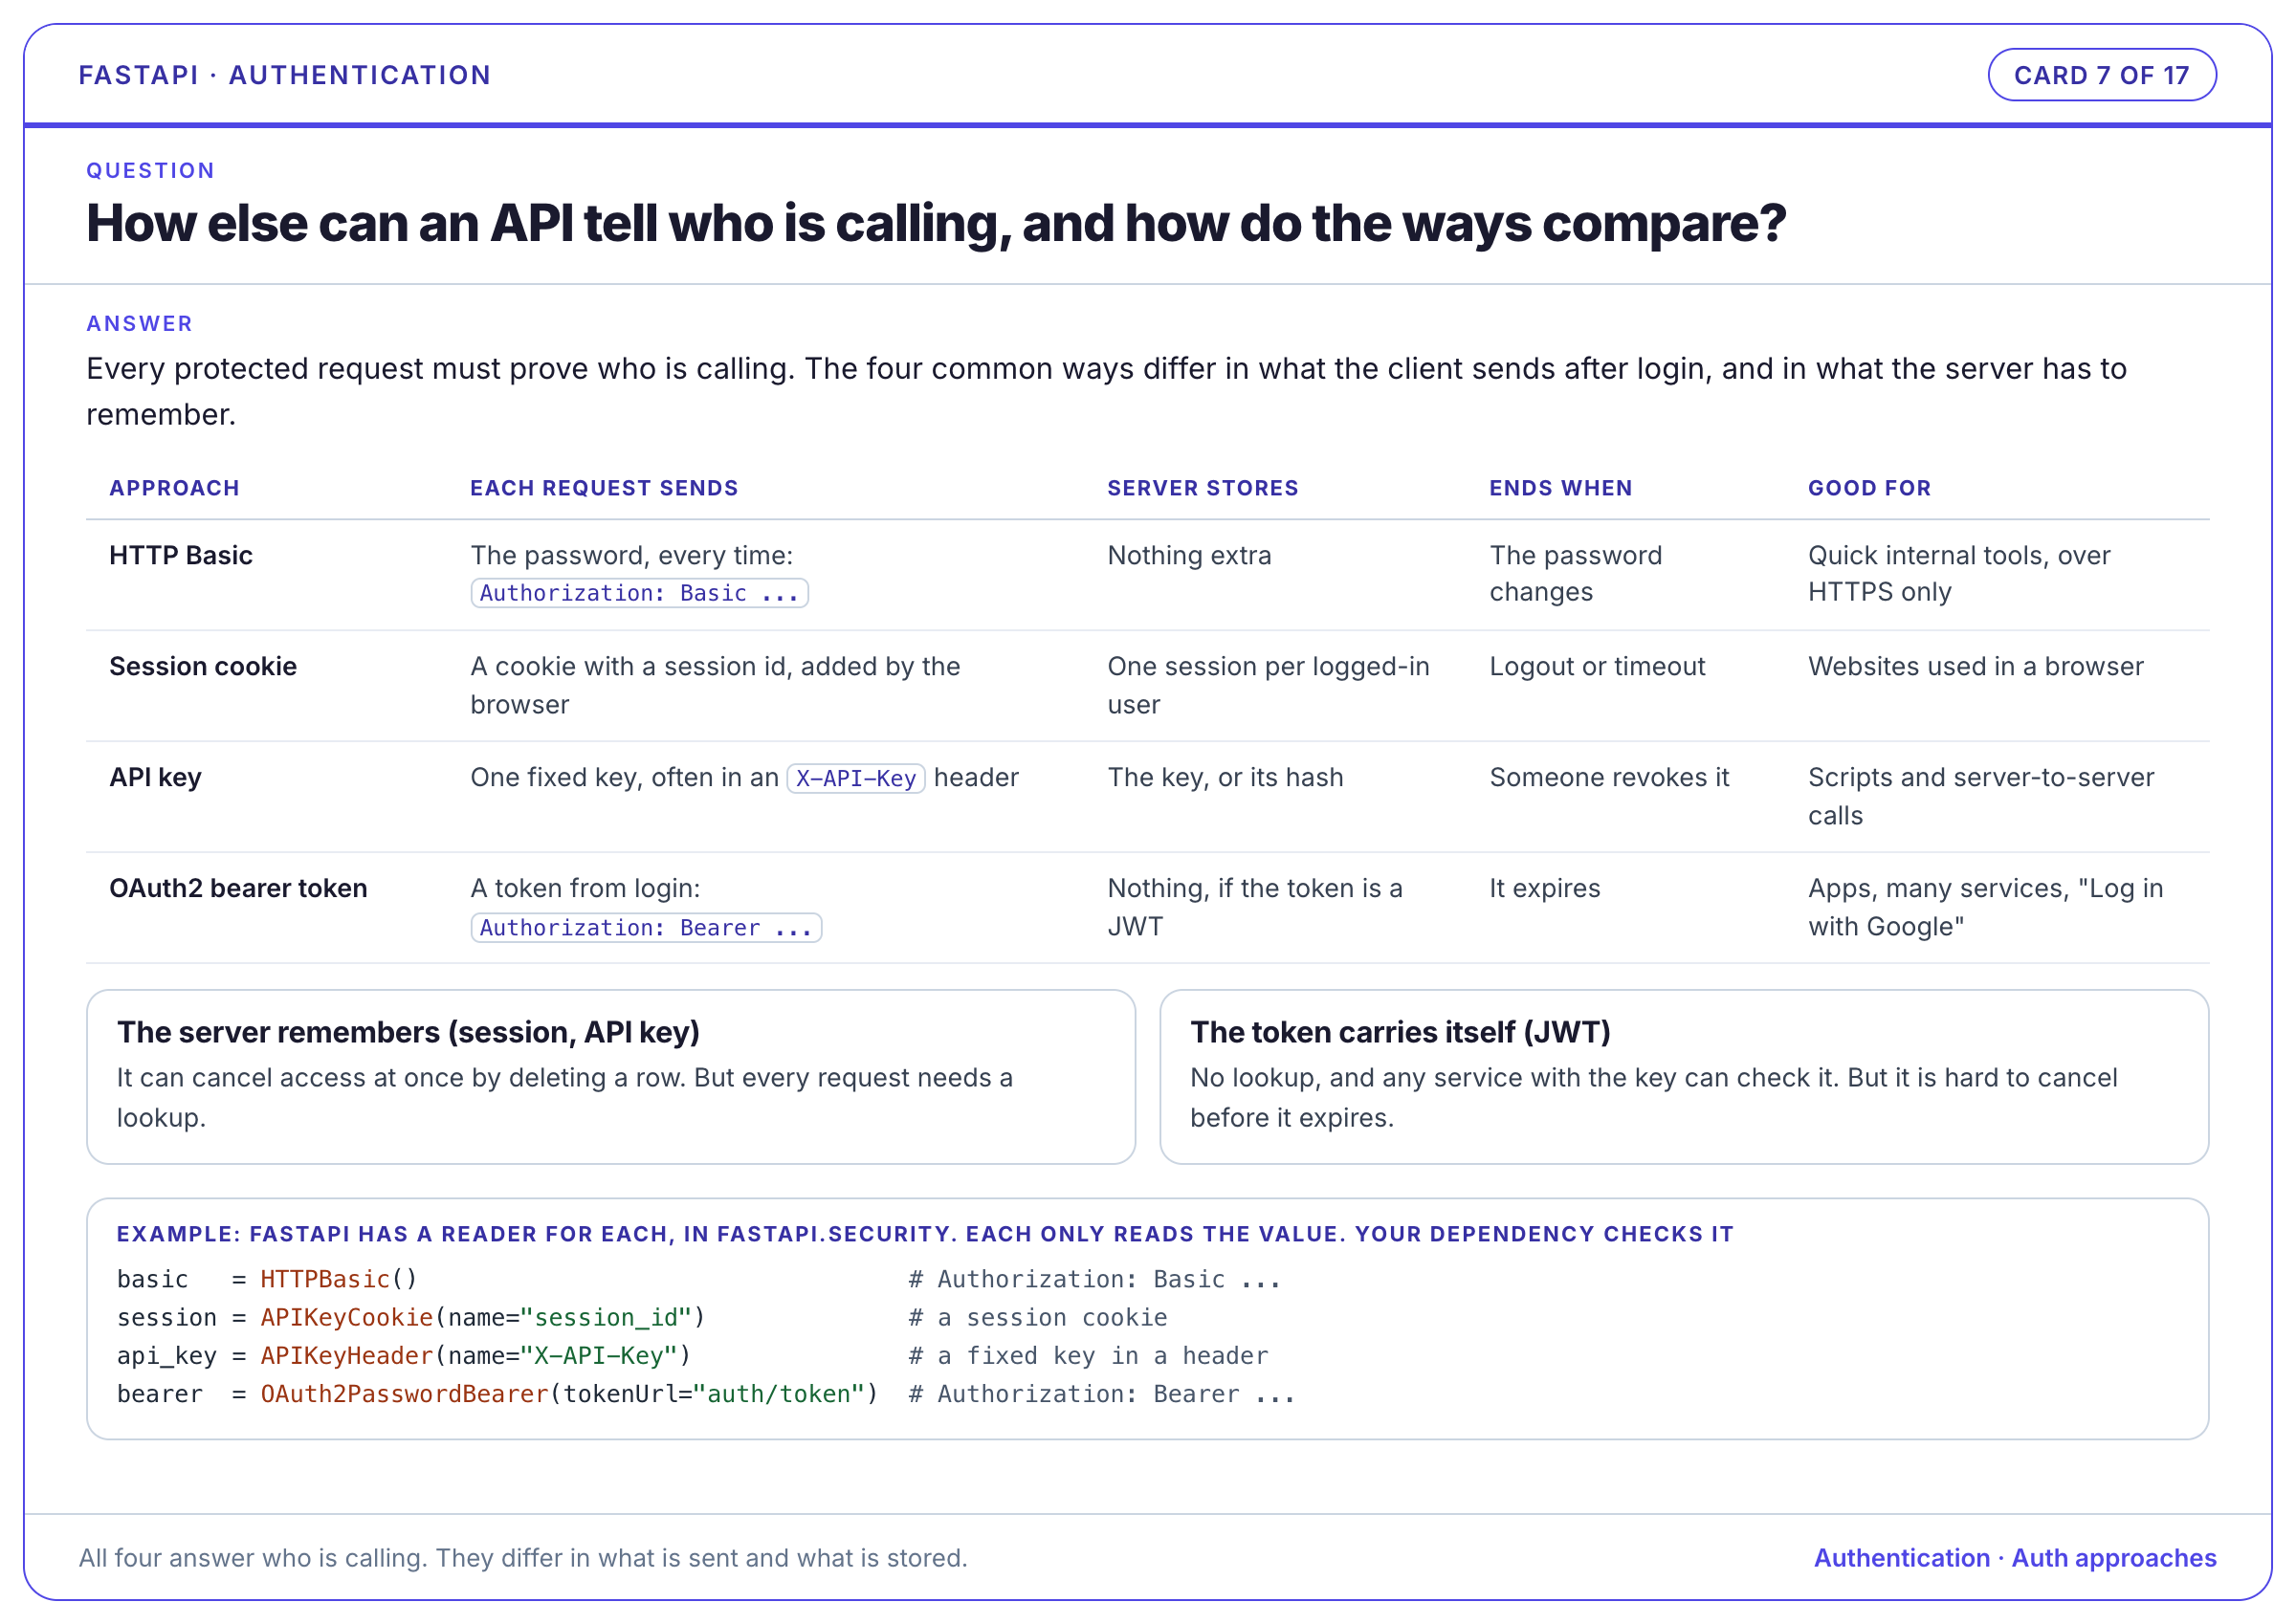 FASTAPI · AUTHENTICATION
CARD 7 OF 17
QUESTION
How else can an API tell who is calling, and how do the ways compare?
ANSWER
Every protected request must prove who is calling. The four common ways differ in what the client sends after login, and in what the server has to
remember.
APPROACH EACH REQUEST SENDS SERVER STORES ENDS WHEN GOOD FOR
HTTP Basic The password, every time: Nothing extra The password Quick internal tools, over
Authorization: Basic ... changes HTTPS only
Session cookie A cookie with a session id, added by the One session per logged-in Logout or timeout Websites used in a browser
browser user
API key One fixed key, often in an X-API-Key header The key, or its hash Someone revokes it Scripts and server-to-server
calls
OAuth2 bearer token A token from login: Nothing, if the token is a It expires Apps, many services, "Log in
Authorization: Bearer ... JWT with Google"
The server remembers (session, API key)
It can cancel access at once by deleting a row. But every request needs a
lookup.
The token carries itself (JWT)
No lookup, and any service with the key can check it. But it is hard to cancel
before it expires.
EXAMPLE: FASTAPI HAS A READER FOR EACH, IN FASTAPI.SECURITY. EACH ONLY READS THE VALUE. YOUR DEPENDENCY CHECKS IT
basic   = HTTPBasic()                                  # Authorization: Basic ...
session = APIKeyCookie(name="session_id")              # a session cookie
api_key = APIKeyHeader(name="X-API-Key")               # a fixed key in a header
bearer  = OAuth2PasswordBearer(tokenUrl="auth/token")  # Authorization: Bearer ...
All four answer who is calling. They differ in what is sent and what is stored.
Authentication · Auth approaches